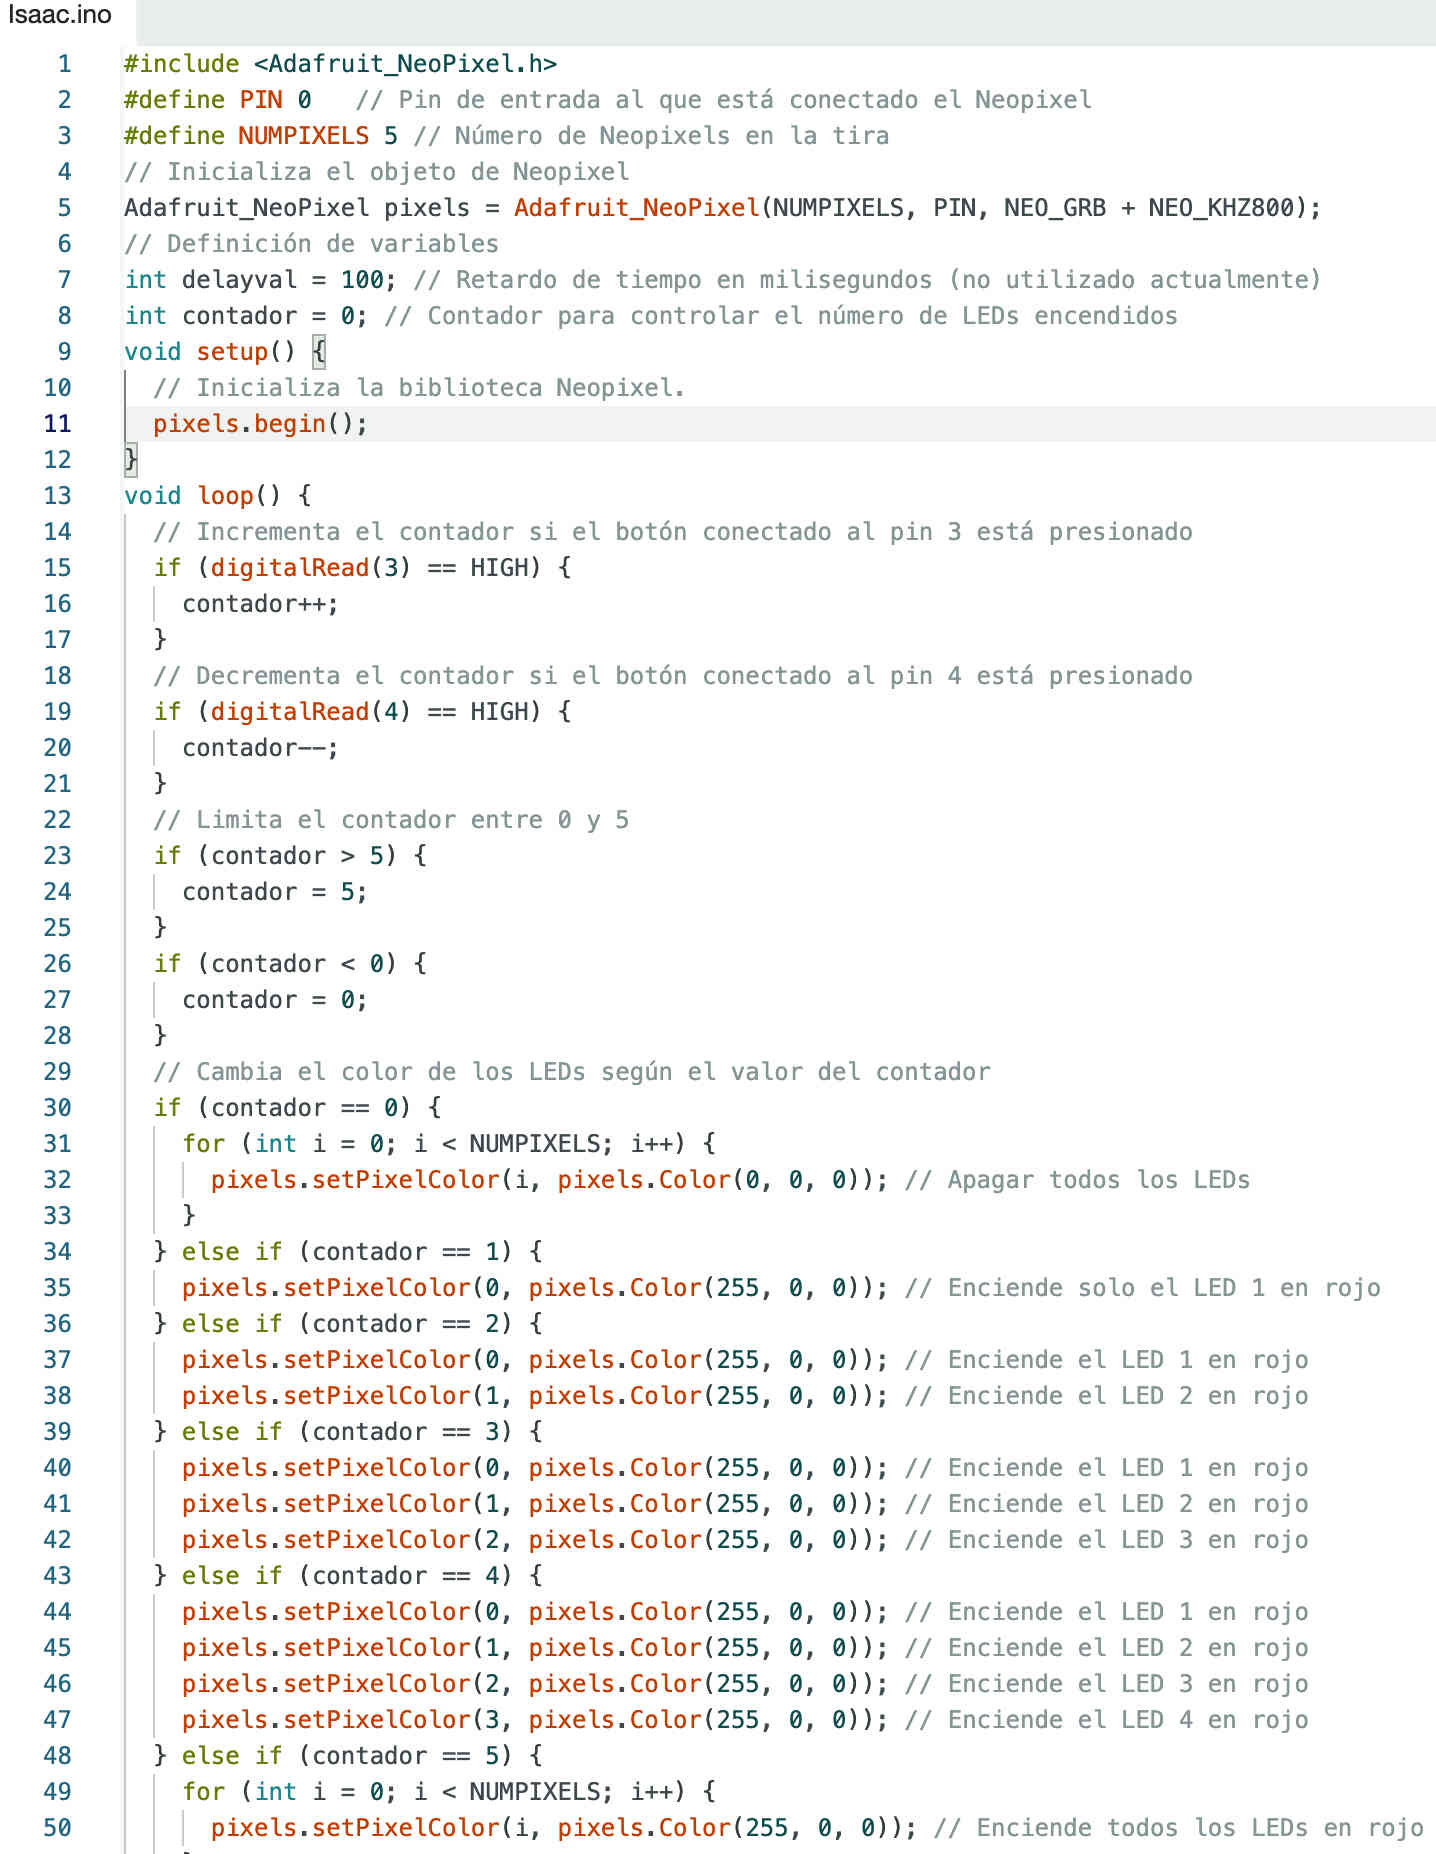 Isaac.ino
1 #include <Adafruit_NeoPixel.h>
2 #define PIN 0   // Pin de entrada al que está conectado el Neopixel
3 #define NUMPIXELS 5 // Número de Neopixels en la tira
4 // Inicializa el objeto de Neopixel
5 Adafruit_NeoPixel pixels = Adafruit_NeoPixel(NUMPIXELS, PIN, NEO_GRB + NEO_KHZ800);
6 // Definición de variables
7 int delayval = 100; // Retardo de tiempo en milisegundos (no utilizado actualmente)
8 int contador = 0; // Contador para controlar el número de LEDs encendidos
9 void setup() {
10   // Inicializa la biblioteca Neopixel.
11   pixels.begin();
12 }
13 void loop() {
14   // Incrementa el contador si el botón conectado al pin 3 está presionado
15   if (digitalRead(3) == HIGH) {
16     contador++;
17   }
18   // Decrementa el contador si el botón conectado al pin 4 está presionado
19   if (digitalRead(4) == HIGH) {
20     contador--;
21   }
22   // Limita el contador entre 0 y 5
23   if (contador > 5) {
24     contador = 5;
25   }
26   if (contador < 0) {
27     contador = 0;
28   }
29   // Cambia el color de los LEDs según el valor del contador
30   if (contador == 0) {
31     for (int i = 0; i < NUMPIXELS; i++) {
32       pixels.setPixelColor(i, pixels.Color(0, 0, 0)); // Apagar todos los LEDs
33     }
34   } else if (contador == 1) {
35     pixels.setPixelColor(0, pixels.Color(255, 0, 0)); // Enciende solo el LED 1 en rojo
36   } else if (contador == 2) {
37     pixels.setPixelColor(0, pixels.Color(255, 0, 0)); // Enciende el LED 1 en rojo
38     pixels.setPixelColor(1, pixels.Color(255, 0, 0)); // Enciende el LED 2 en rojo
39   } else if (contador == 3) {
40     pixels.setPixelColor(0, pixels.Color(255, 0, 0)); // Enciende el LED 1 en rojo
41     pixels.setPixelColor(1, pixels.Color(255, 0, 0)); // Enciende el LED 2 en rojo
42     pixels.setPixelColor(2, pixels.Color(255, 0, 0)); // Enciende el LED 3 en rojo
43   } else if (contador == 4) {
44     pixels.setPixelColor(0, pixels.Color(255, 0, 0)); // Enciende el LED 1 en rojo
45     pixels.setPixelColor(1, pixels.Color(255, 0, 0)); // Enciende el LED 2 en rojo
46     pixels.setPixelColor(2, pixels.Color(255, 0, 0)); // Enciende el LED 3 en rojo
47     pixels.setPixelColor(3, pixels.Color(255, 0, 0)); // Enciende el LED 4 en rojo
48   } else if (contador == 5) {
49     for (int i = 0; i < NUMPIXELS; i++) {
50       pixels.setPixelColor(i, pixels.Color(255, 0, 0)); // Enciende todos los LEDs en rojo